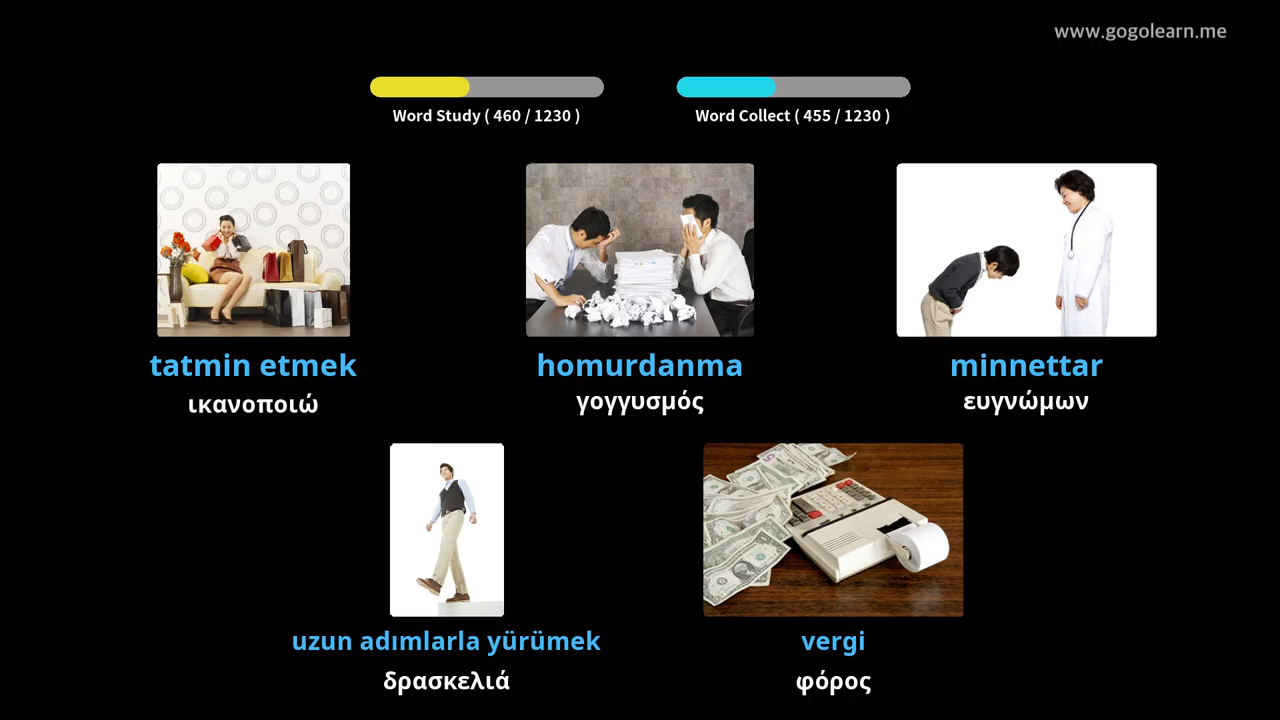 www.gogolearn.me
Word Study ( 460 / 1230 )
Word Collect ( 455 / 1230 )
tatmin etmek
ικανοποιώ
homurdanma
γογγυσμός
minnettar
ευγνώμων
uzun adımlarla yürümek
δρασκελιά
vergi
φόρος